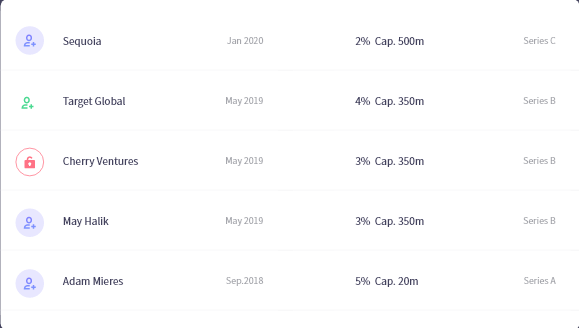 Sequoia Jan 2020 2% Cap. 500m Series C
Target Global May 2019 4% Cap. 350m Series B
Cherry Ventures May 2019 3% Cap. 350m Series B
May Halik May 2019 3% Cap. 350m Series B
Adam Mieres Sep.2018 5% Cap. 20m Series A